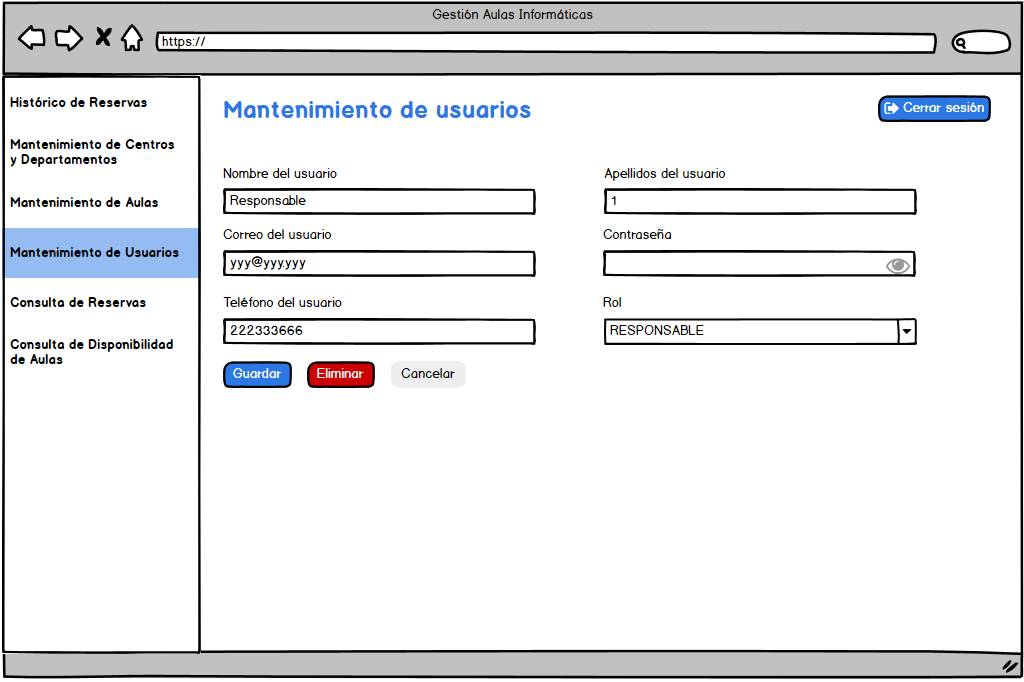 Gestión Aulas Informáticas
https://
Histórico de Reservas
Mantenimiento de Centros
y Departamentos
Mantenimiento de Aulas
Mantenimiento de Usuarios
Consulta de Reservas
Consulta de Disponibilidad
de Aulas
Mantenimiento de usuarios
Cerrar sesión
Nombre del usuario
Apellidos del usuario
Responsable
1
Correo del usuario
Contraseña
yyy@yyy.yyy
Teléfono del usuario
Rol
222333666
RESPONSABLE
Guardar
Eliminar
Cancelar